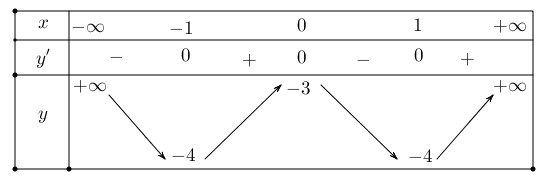 x −∞ −1 0 1 +∞
y′ − 0 + 0 − 0 +
+∞ −3 +∞
y
−4 −4